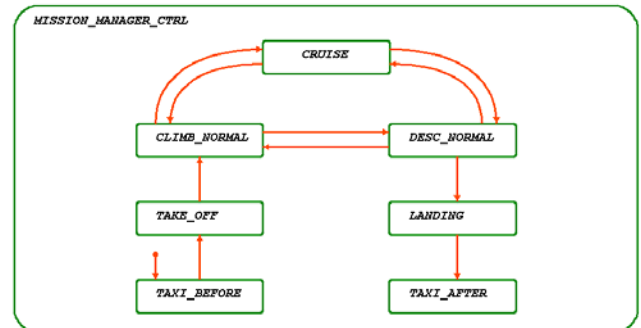 MISSION_MANAGER_CTRL
CRUISE
CLIMB_NORMAL
DESC_NORMAL
TAKE_OFF
LANDING
TAXI_BEFORE
TAXI_AFTER